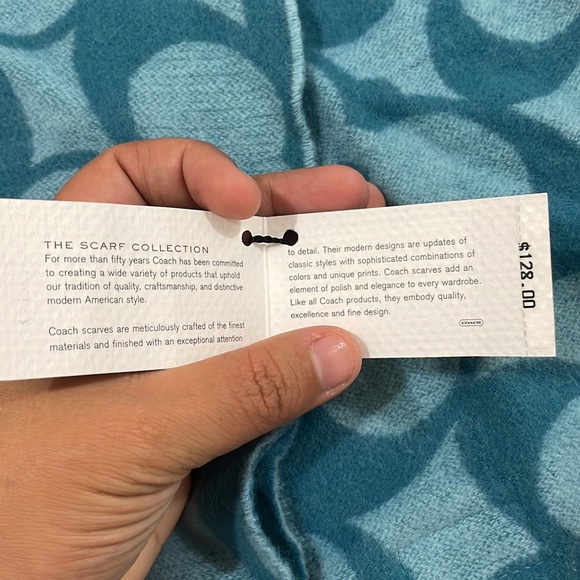 THE SCARF COLLECTION
For more than fifty years Coach has been committed
to creating a wide variety of products that uphold
our tradition of quality, craftsmanship, and distinctive
modern American style.
Coach scarves are meticulously crafted of the finest
materials and finished with an exceptional attention
to detail. Their modern designs are updates of
classic styles with sophisticated combinations of
colors and unique prints. Coach scarves add an
element of polish and elegance to every wardrobe.
Like all Coach products, they embody quality,
excellence and fine design.
COACH
$128.00